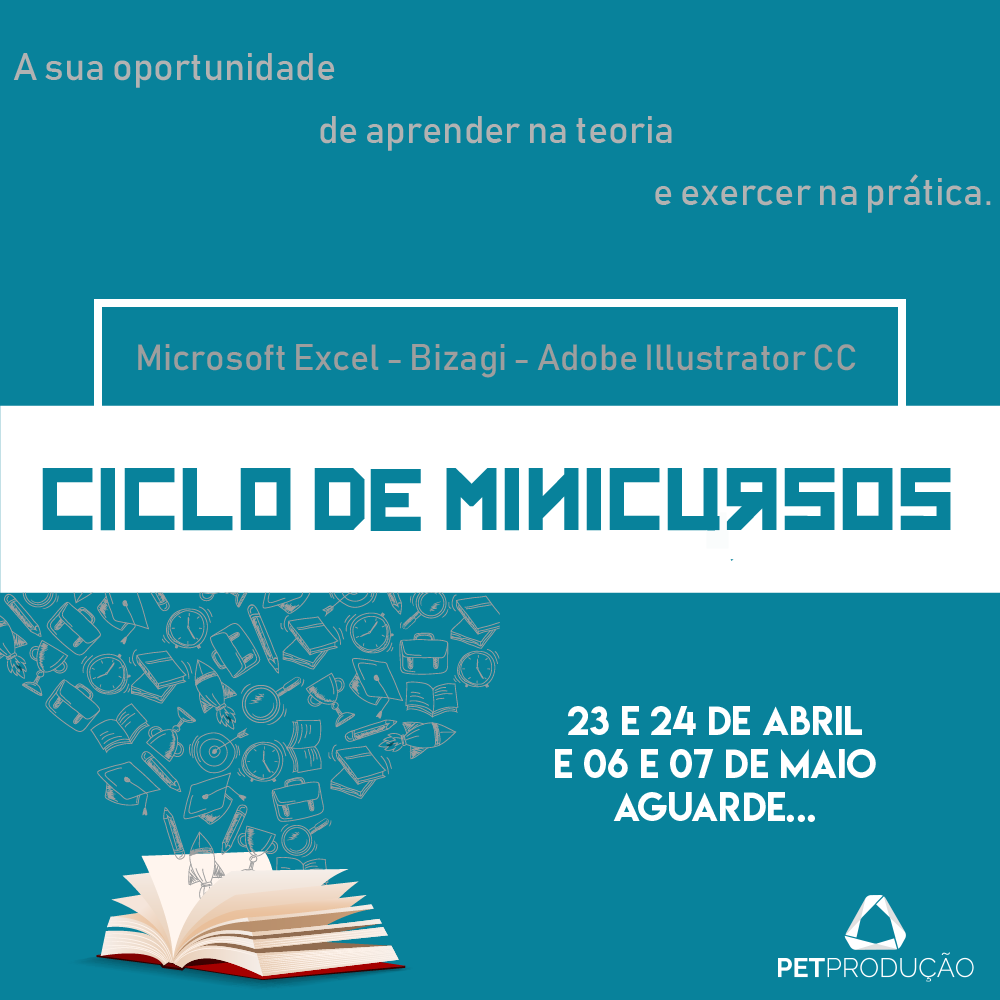 A sua oportunidade
de aprender na teoria
e exercer na prática.
Microsoft Excel - Bizagi - Adobe Illustrator CC
CICLO DE MINICURSOS
23 E 24 DE ABRIL
E 06 E 07 DE MAIO
AGUARDE...
PETPRODUÇÃO